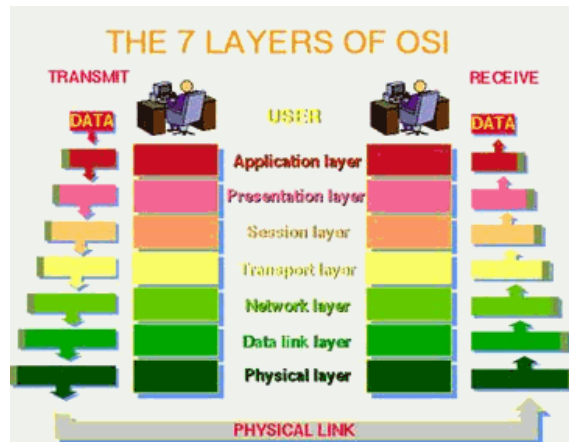 THE 7 LAYERS OF OSI
TRANSMIT
RECEIVE
DATA
USER
DATA
Application layer
Presentation layer
Session layer
Transport layer
Network layer
Data link layer
Physical layer
PHYSICAL LINK